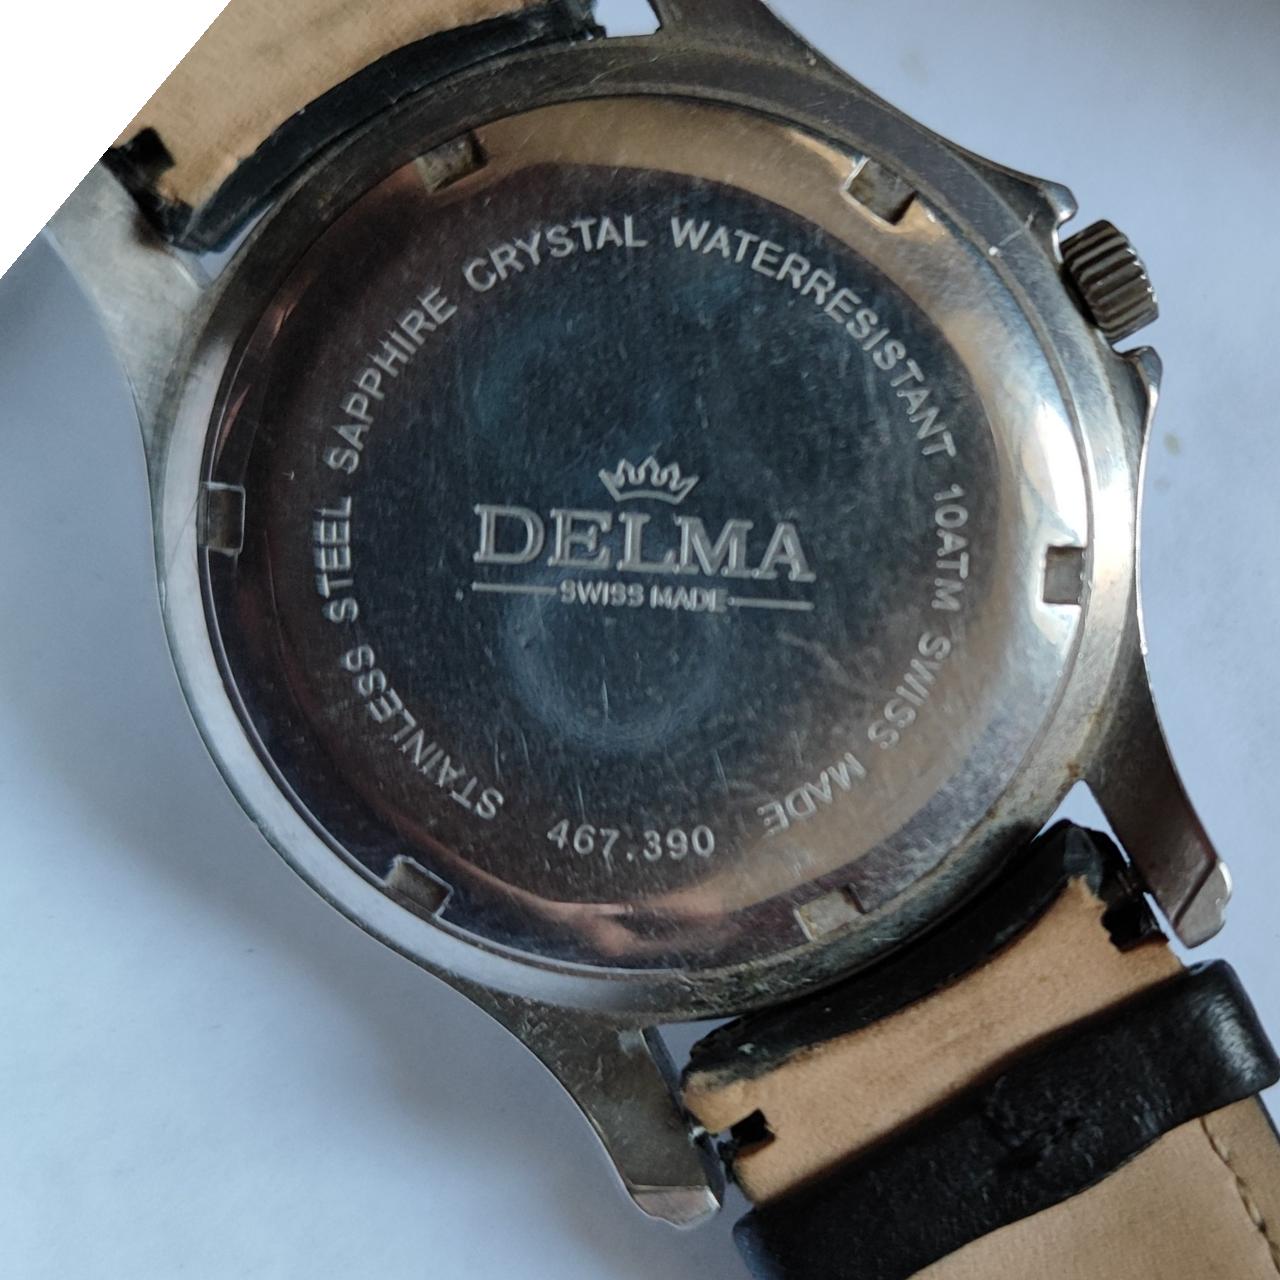 DELMA
SWISS MADE
STAINLESS STEEL SAPPHIRE CRYSTAL WATERRESISTANT 10ATM SWISS MADE
467.390